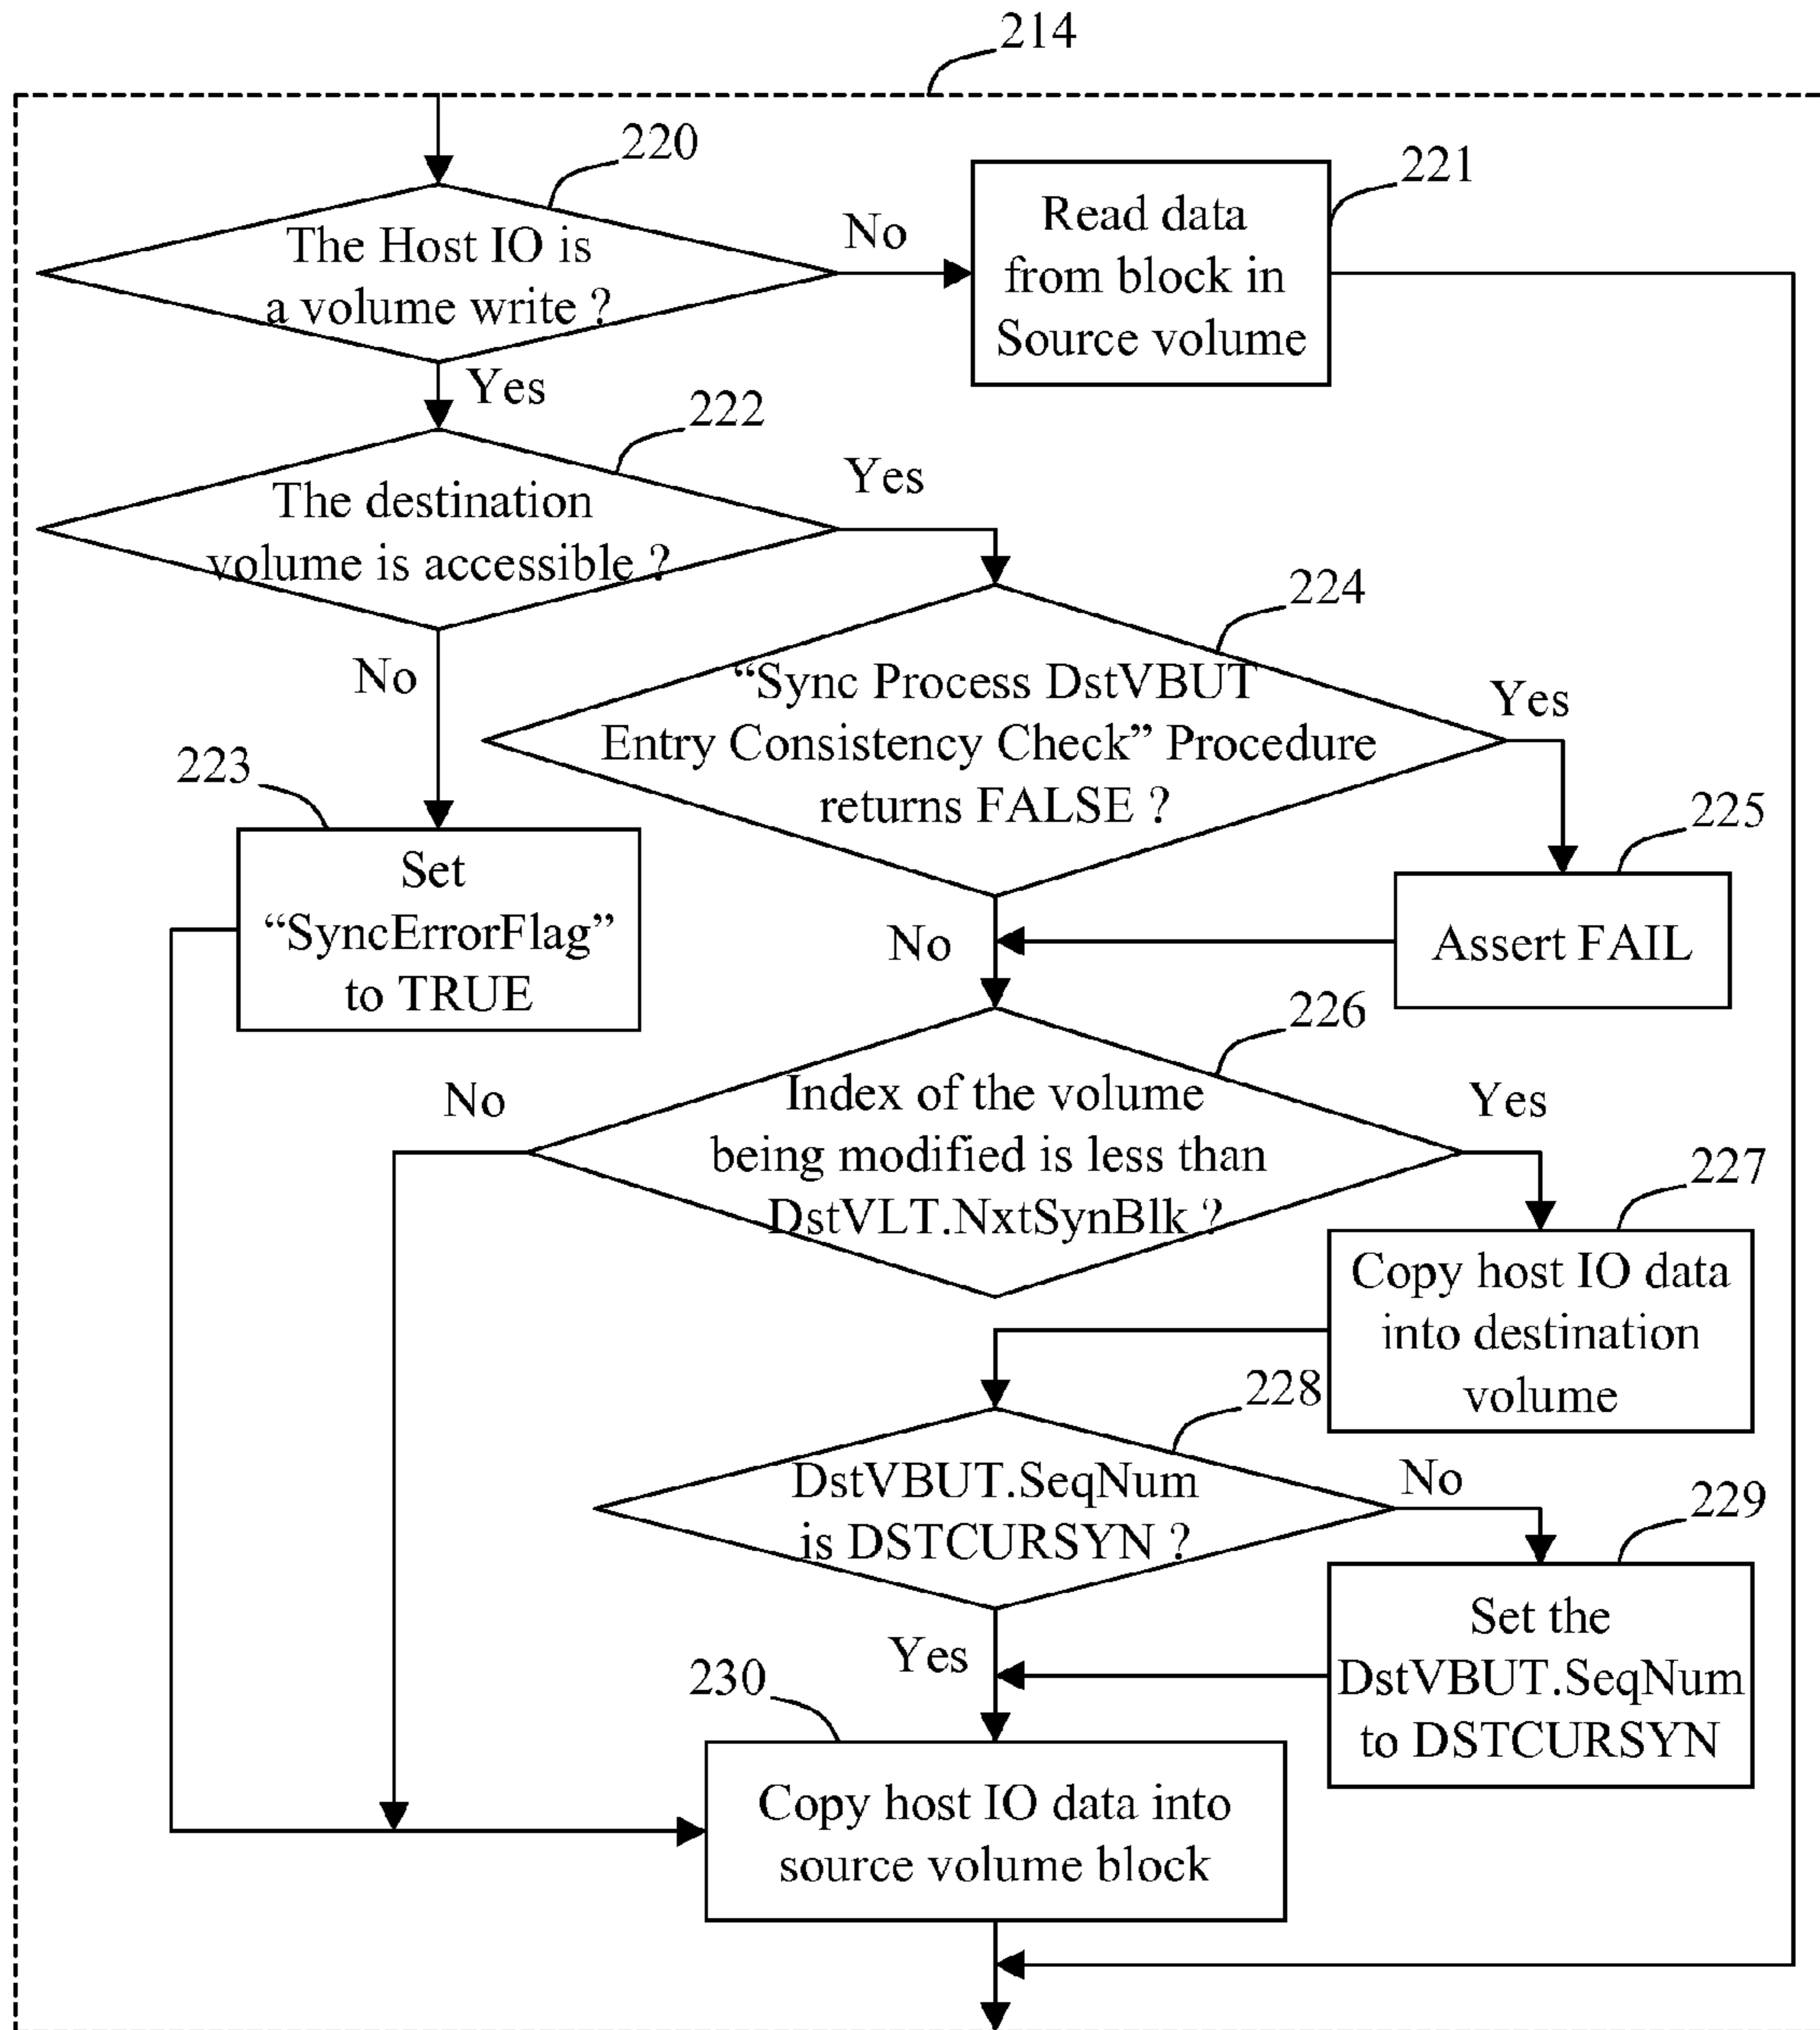 214
220
The Host IO is
a volume write ?
No
221
Read data
from block in
Source volume
Yes
222
The destination
volume is accessible ?
Yes
No
224
“Sync Process DstVBUT
Entry Consistency Check” Procedure
returns FALSE ?
Yes
223
Set
“SyncErrorFlag”
to TRUE
225
Assert FAIL
No
226
Index of the volume
being modified is less than
DstVLT.NxtSynBlk ?
No
Yes
227
Copy host IO data
into destination
volume
228
DstVBUT.SeqNum
is DSTCURSYN ?
No
229
Set the
DstVBUT.SeqNum
to DSTCURSYN
Yes
230
Copy host IO data into
source volume block